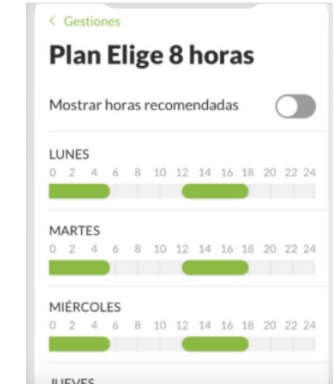 < Gestiones
Plan Elige 8 horas
Mostrar horas recomendadas
LUNES
0 2 4 6 8 10 12 14 16 18 20 22 24
MARTES
0 2 4 6 8 10 12 14 16 18 20 22 24
MIÉRCOLES
0 2 4 6 8 10 12 14 16 18 20 22 24
JUEVES